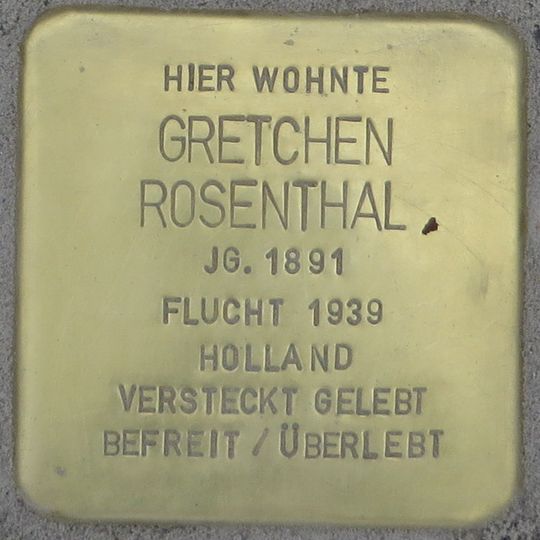 HIER WOHNTE
GRETCHEN
ROSENTHAL
JG. 1891
FLUCHT 1939
HOLLAND
VERSTECKT GELEBT
BEFREIT / ÜBERLEBT